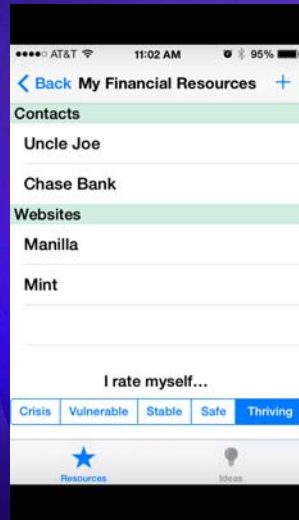 AT&T 11:02 AM 95%
Back My Financial Resources +
Contacts
Uncle Joe
Chase Bank
Websites
Manilla
Mint
I rate myself...
Crisis Vulnerable Stable Safe Thriving
Resources Ideas